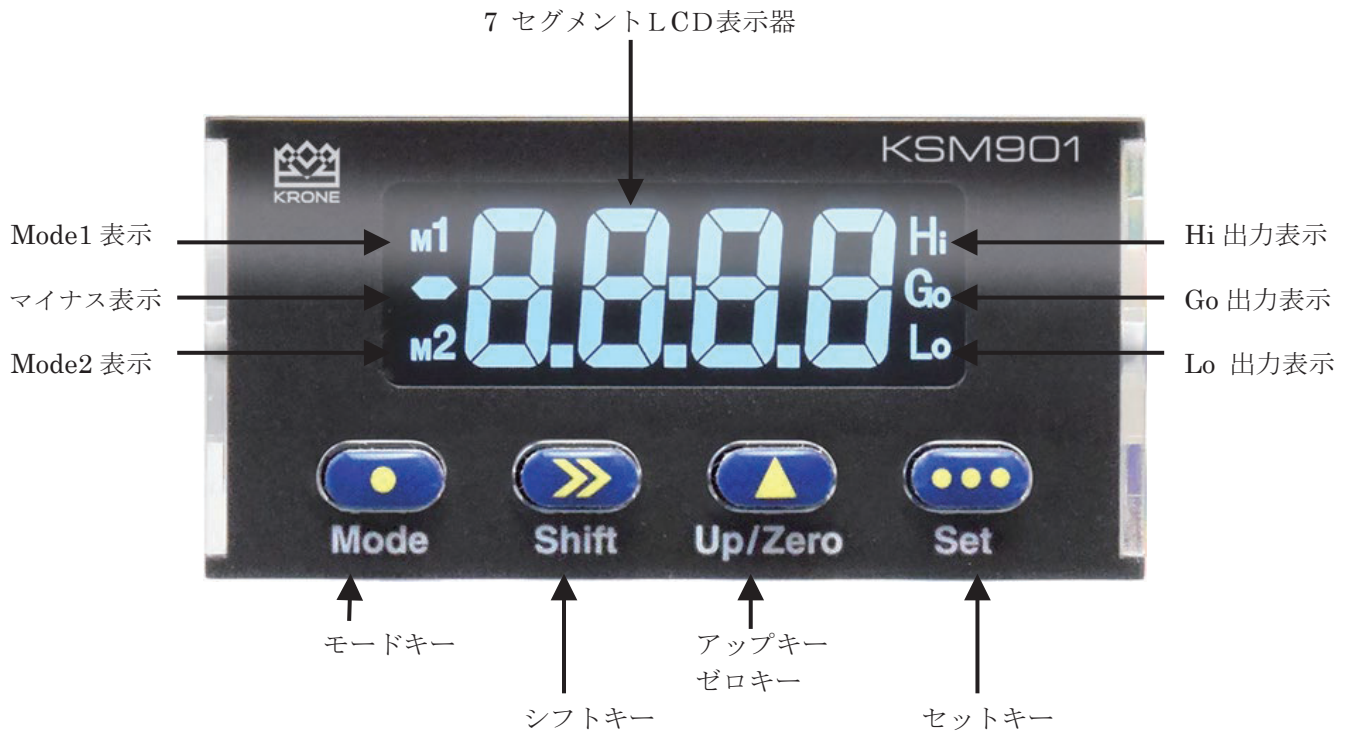 7 セグメントＬＣＤ表示器
KSM901
KRONE
Mode1 表示
M1
Hi
Hi 出力表示
マイナス表示
8.8.8.8
Go
Go 出力表示
Mode2 表示
M2
Lo
Lo 出力表示
Mode
Shift
Up/Zero
Set
モードキー
アップキー
ゼロキー
シフトキー
セットキー